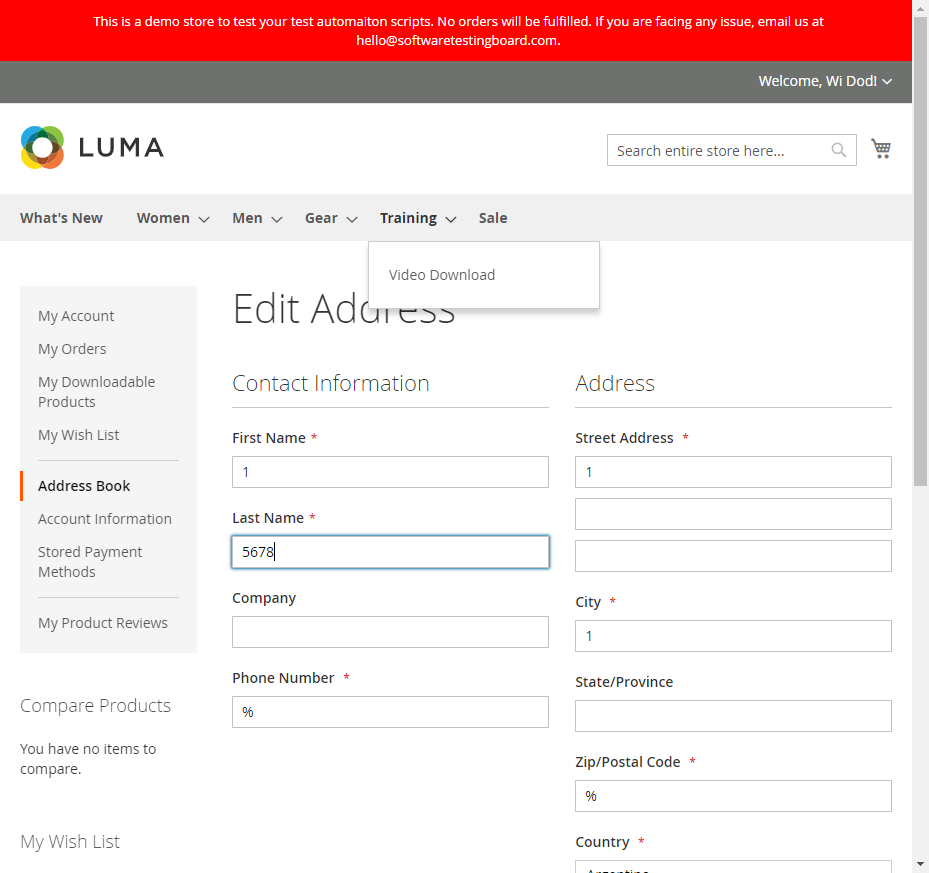 This is a demo store to test your test automaiton scripts. No orders will be fulfilled. If you are facing any issue, email us at
hello@softwaretestingboard.com.
Welcome, Wi Dod!
LUMA
Search entire store here...
What's New
Women
Men
Gear
Training
Sale
Video Download
Edit Address
My Account
My Orders
My Downloadable
Products
My Wish List
Address Book
Account Information
Stored Payment
Methods
My Product Reviews
Compare Products
You have no items to
compare.
My Wish List
Contact Information
First Name *
1
Last Name *
5678
Company
Phone Number *
%
Address
Street Address *
1
City *
1
State/Province
Zip/Postal Code *
%
Country *
Argentina